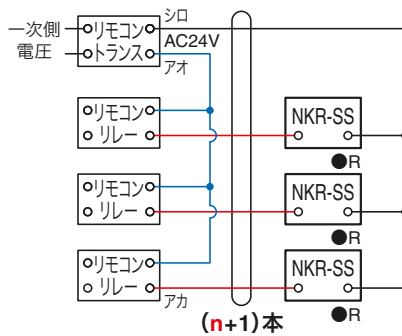 シロ
一次側
リモコン
AC24V
電圧
トランス
アオ
リモコン
リレー
NKR-SS
●R
リモコン
リレー
NKR-SS
●R
リモコン
リレー
NKR-SS
アカ
●R
(n+1)本